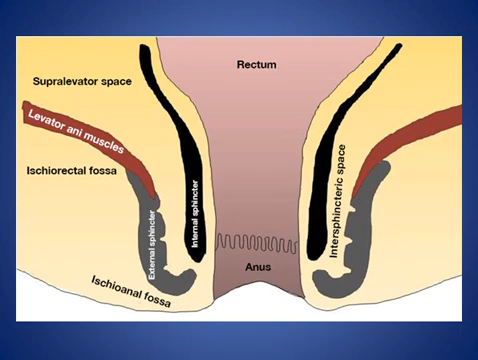 Rectum
Supralevator space
Levator ani muscles
Ischiorectal fossa
Internal sphincter
External sphincter
Intersphincteric space
Anus
Ischioanal fossa